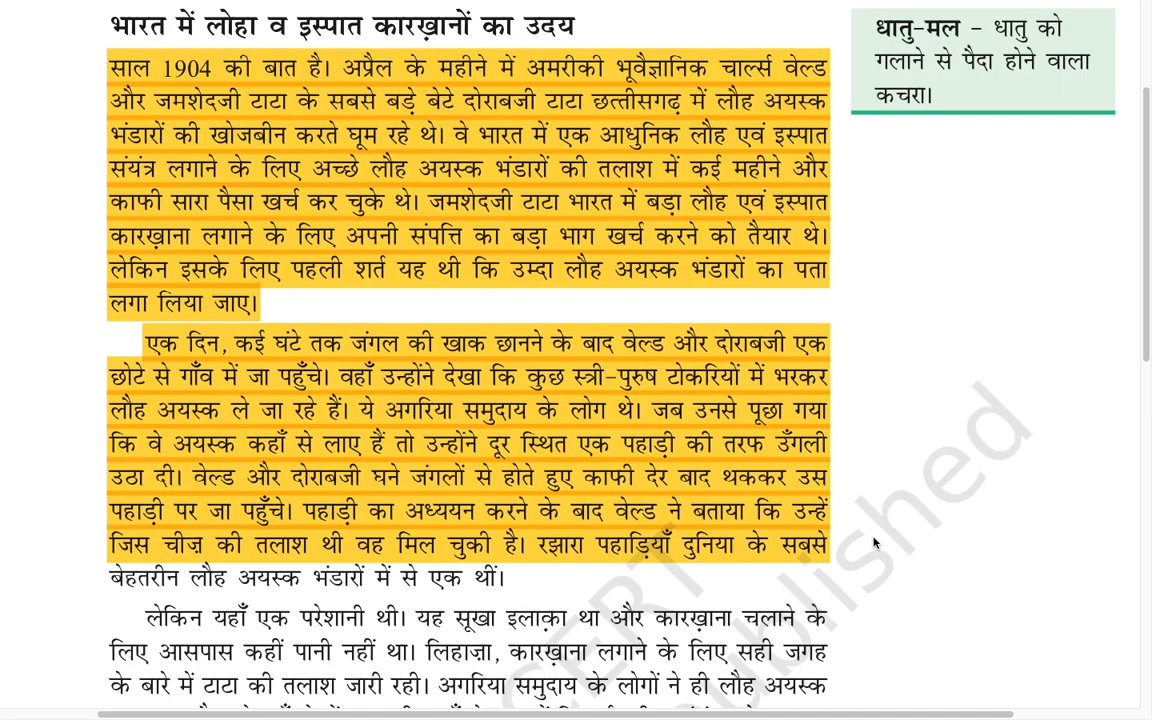 भारत में लोहा व इस्पात कारख़ानों का उदय
साल 1904 की बात है। अप्रैल के महीने में अमरीकी भूवैज्ञानिक चार्ल्स वेल्ड
और जमशेदजी टाटा के सबसे बड़े बेटे दोराबजी टाटा छत्तीसगढ़ में लौह अयस्क
भंडारों की खोजबीन करते घूम रहे थे। वे भारत में एक आधुनिक लौह एवं इस्पात
संयंत्र लगाने के लिए अच्छे लौह अयस्क भंडारों की तलाश में कई महीने और
काफी सारा पैसा खर्च कर चुके थे। जमशेदजी टाटा भारत में बड़ा लौह एवं इस्पात
कारख़ाना लगाने के लिए अपनी संपत्ति का बड़ा भाग खर्च करने को तैयार थे।
लेकिन इसके लिए पहली शर्त यह थी कि उम्दा लौह अयस्क भंडारों का पता
लगा लिया जाए।
एक दिन, कई घंटे तक जंगल की खाक छानने के बाद वेल्ड और दोराबजी एक
छोटे से गाँव में जा पहुँचे। वहाँ उन्होंने देखा कि कुछ स्त्री-पुरुष टोकरियों में भरकर
लौह अयस्क ले जा रहे हैं। ये अगरिया समुदाय के लोग थे। जब उनसे पूछा गया
कि वे अयस्क कहाँ से लाए हैं तो उन्होंने दूर स्थित एक पहाड़ी की तरफ उँगली
उठा दी। वेल्ड और दोराबजी घने जंगलों से होते हुए काफी देर बाद थककर उस
पहाड़ी पर जा पहुँचे। पहाड़ी का अध्ययन करने के बाद वेल्ड ने बताया कि उन्हें
जिस चीज़ की तलाश थी वह मिल चुकी है। रझारा पहाड़ियाँ दुनिया के सबसे
बेहतरीन लौह अयस्क भंडारों में से एक थीं।
लेकिन यहाँ एक परेशानी थी। यह सूखा इलाक़ा था और कारख़ाना चलाने के
लिए आसपास कहीं पानी नहीं था। लिहाज़ा, कारख़ाना लगाने के लिए सही जगह
के बारे में टाटा की तलाश जारी रही। अगरिया समुदाय के लोगों ने ही लौह अयस्क
धातु-मल - धातु को
गलाने से पैदा होने वाला
कचरा।